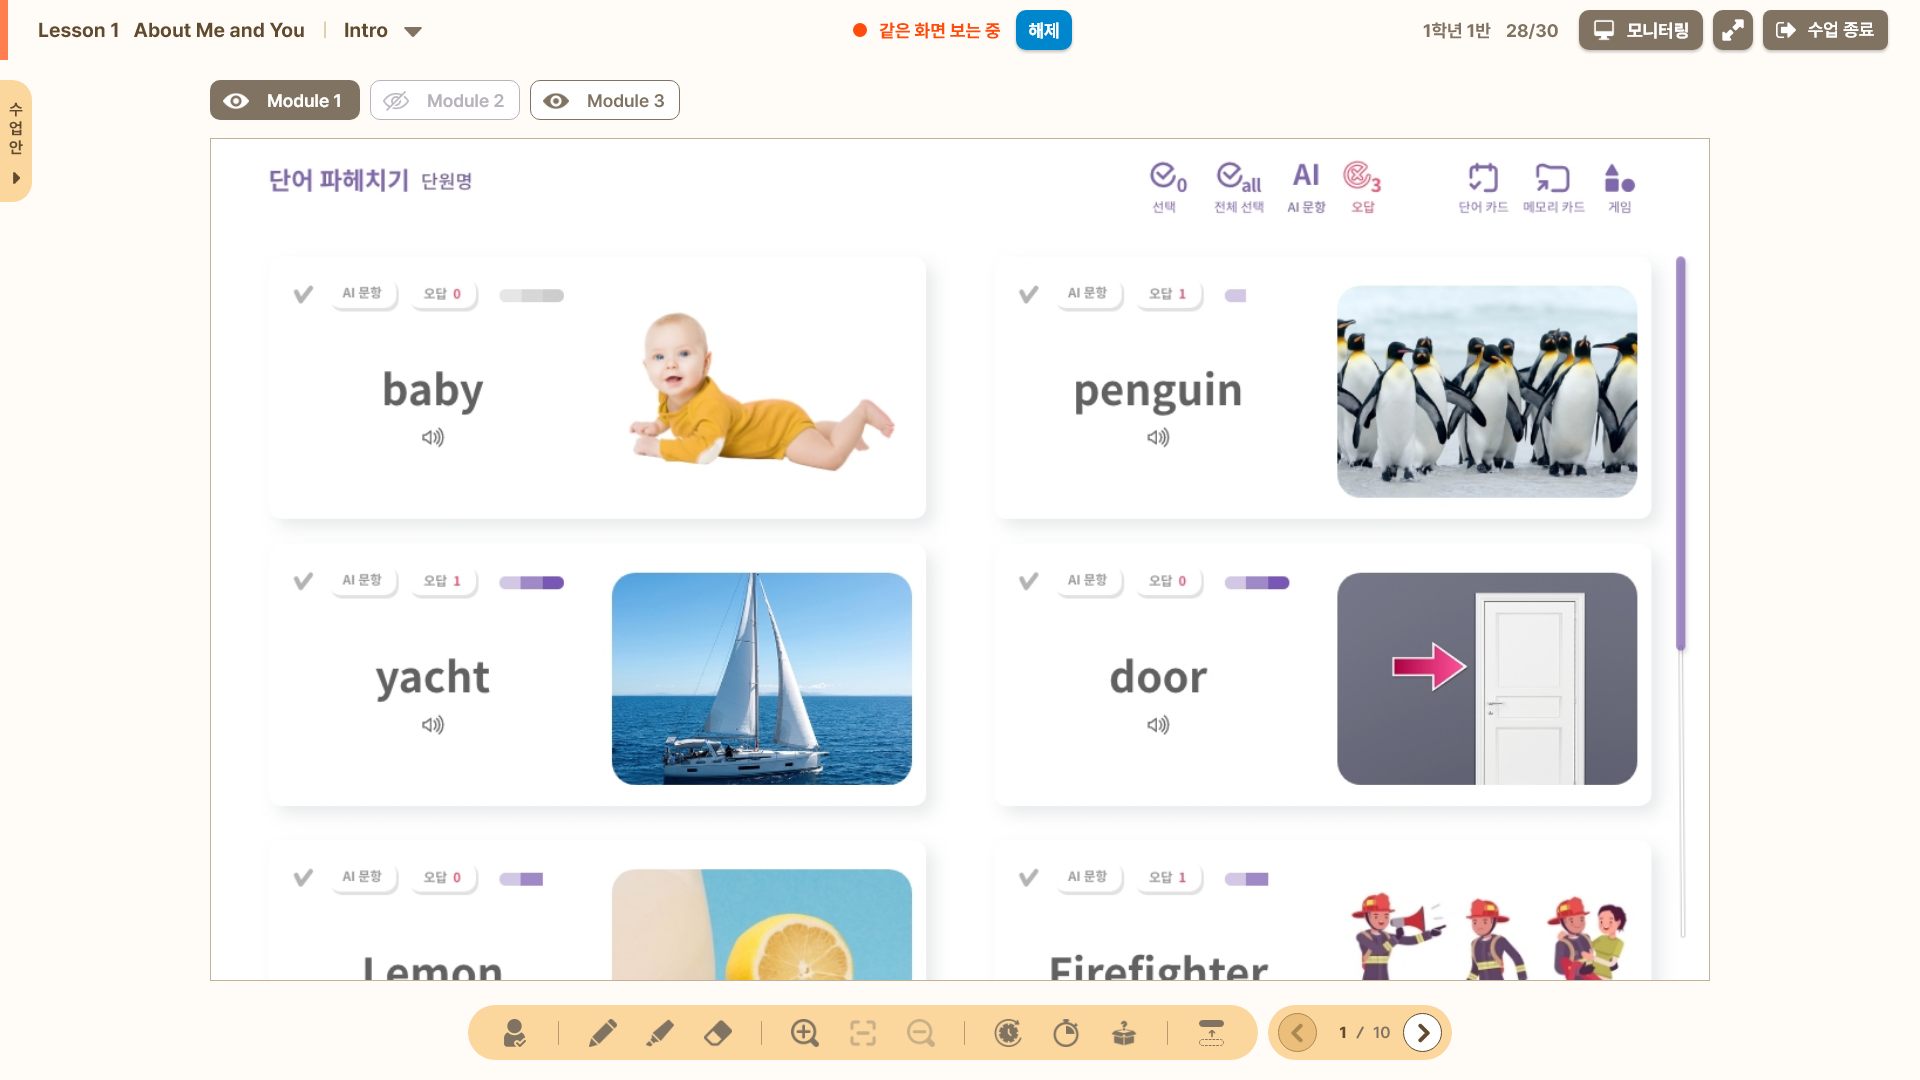 Lesson 1 About Me and You | Intro
같은 화면 보는 중 해제
1학년 1반 28/30 모니터링 수업 종료
수업안
Module 1 Module 2 Module 3
단어 파헤치기 단원명
0 all AI 3
선택 전체 선택 AI 문항 오답 단어 카드 메모리 카드 게임
AI 문항 오답 0
baby
AI 문항 오답 1
penguin
AI 문항 오답 1
yacht
AI 문항 오답 0
door
AI 문항 오답 0
Lemon
AI 문항 오답 1
Firefighter
1 / 10